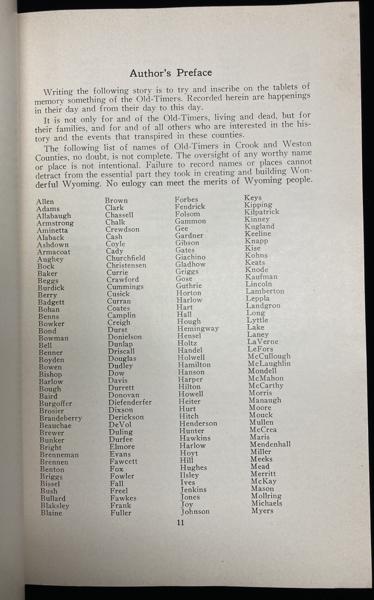 Author's Preface
Writing the following story is to try and inscribe on the tablets of
memory something of the Old-Timers. Recorded herein are happenings
in their day and from their day to this day.
It is not only for and of the Old-Timers, living and dead, but for
their families, and for and of all others who are interested in the his-
tory and the events that transpired in these counties.
The following list of names of Old-Timers in Crook and Weston
Counties, no doubt, is not complete. The oversight of any worthy name
or place is not intentional. Failure to record names or places cannot
detract from the essential part they took in creating and building Won-
derful Wyoming. No eulogy can meet the merits of Wyoming people.
Allen
Adams
Allabaugh
Armstrong
Aminetta
Alaback
Ashdown
Armacoat
Aughey
Bock
Baker
Beggs
Burdick
Berry
Badgett
Bohan
Benns
Bowker
Bond
Bowman
Bell
Benner
Boyden
Bowen
Bishop
Barlow
Bough
Baird
Burgoffer
Brosier
Brandeberry
Beauchae
Brewer
Bunker
Bright
Brenneman
Brennen
Benton
Briggs
Bissel
Bush
Bullard
Blaksley
Blaine
Brown
Clark
Chassell
Chalk
Crewdson
Cash
Coyle
Cady
Churchfield
Christensen
Currie
Crawford
Cummings
Cusick
Curran
Coates
Camplin
Creigh
Durst
Donielson
Dunlap
Driscall
Douglas
Dudley
Dow
Davis
Durrett
Donovan
Diefenderfer
Dixson
Derickson
DeVol
Duling
Durfee
Elmore
Evans
Fawcett
Fox
Fowler
Fall
Freel
Fawkes
Frank
Fuller
Forbes
Fendrick
Folsom
Gammon
Gee
Gardner
Gibson
Gates
Giachino
Gladhow
Griggs
Gose
Guthrie
Horton
Harlow
Hart
Hall
Hough
Hemingway
Hensel
Holtz
Handel
Holwell
Hamilton
Hanson
Harper
Hilton
Howell
Heiter
Hurt
Hitch
Henderson
Hunter
Hawkins
Harlow
Hoyt
Hill
Hughes
Ilsley
Ives
Jenkins
Jones
Joy
Johnson
Keys
Kipping
Kilpatrick
Kinney
Kugland
Keeline
Knapp
Kise
Kohns
Keats
Knode
Kaufman
Lincoln
Lamberton
Leppla
Landgron
Long
Lyttle
Lake
Laney
LaVerne
LeFors
McCullough
McLaughlin
Mondell
McMahon
McCarthy
Morris
Manaugh
Moore
Mouck
Mullen
McCrea
Maris
Mendenhall
Miller
Meeks
Mead
Merritt
McKay
Mason
Mollring
Michaels
Myers
11